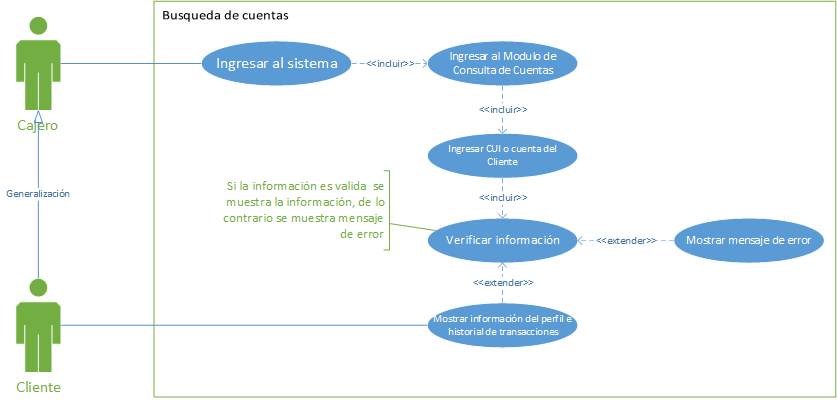 Busqueda de cuentas
Ingresar al sistema
<<incluir>>
Ingresar al Modulo de
Consulta de Cuentas
Cajero
<<incluir>>
Ingresar CUI o cuenta del
Cliente
Generalización
Si la información es valida se
muestra la información, de lo
contrario se muestra mensaje
de error
<<incluir>>
Verificar información
<<extender>>
Mostrar mensaje de error
<<extender>>
Mostrar información del perfil e
historial de transacciones
Cliente